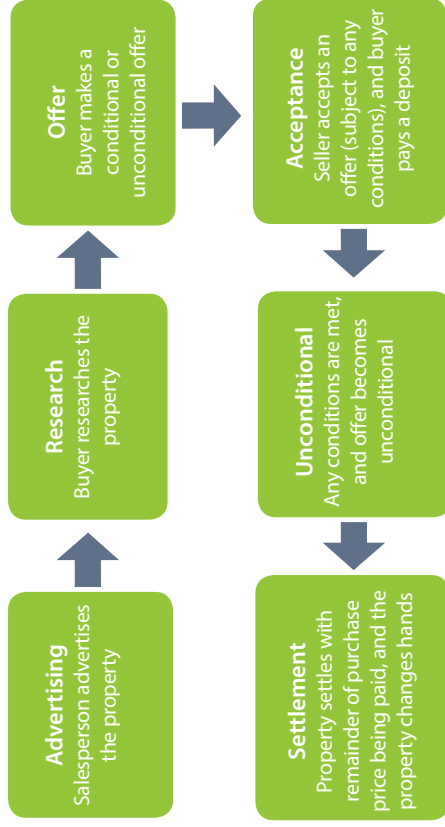 Advertising
Salesperson advertises
the property
Research
Buyer researches the
property
Offer
Buyer makes a
conditional or
unconditional offer
Acceptance
Seller accepts an
offer (subject to any
conditions), and buyer
pays a deposit
Unconditional
Any conditions are met,
and offer becomes
unconditional
Settlement
Property settles with
remainder of purchase
price being paid, and the
property changes hands